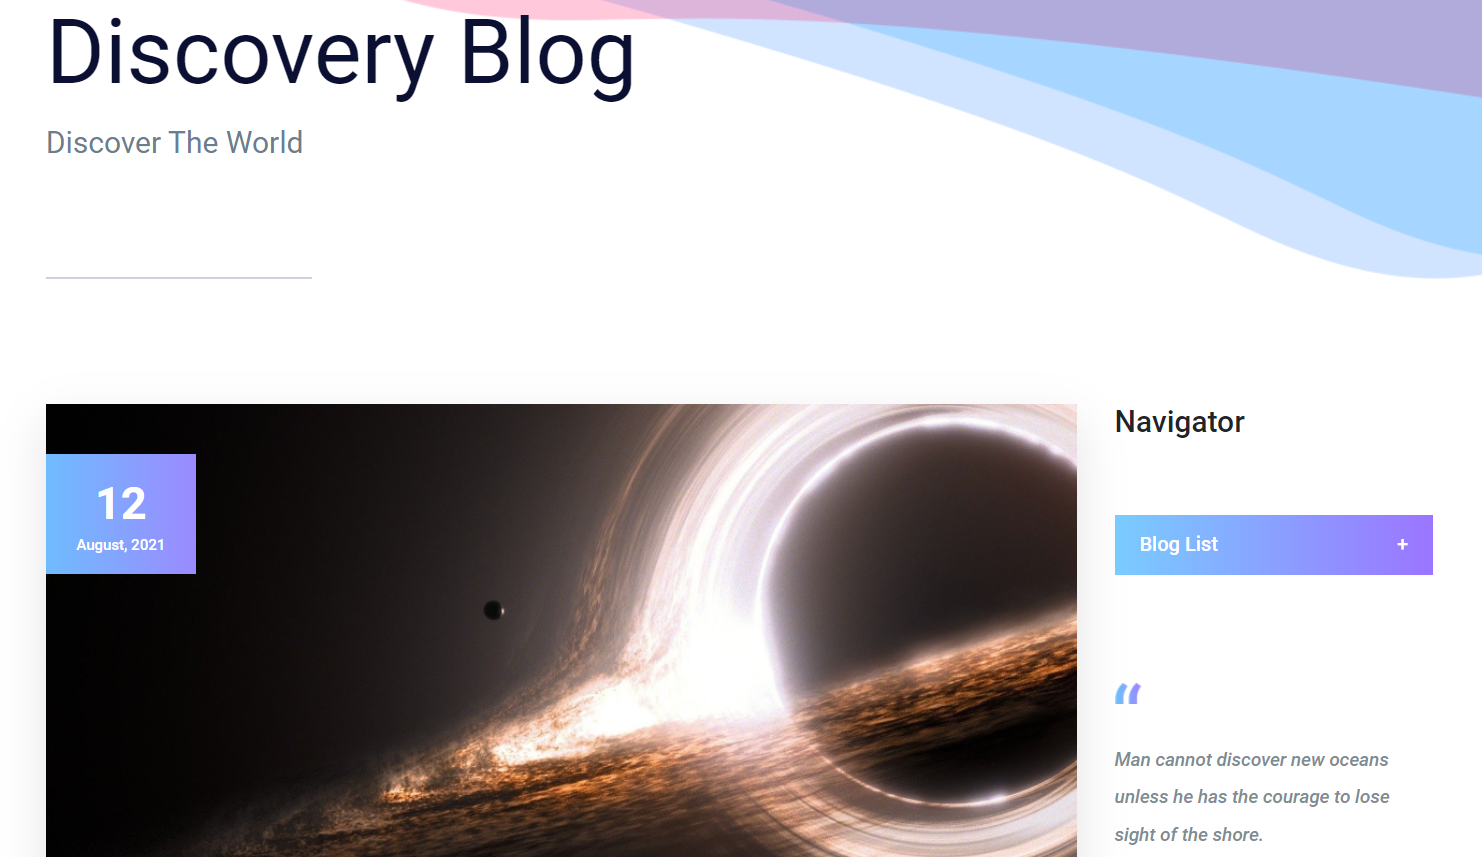 Discovery Blog
Discover The World
12
August, 2021
Navigator
Blog List +
“
Man cannot discover new oceans
unless he has the courage to lose
sight of the shore.